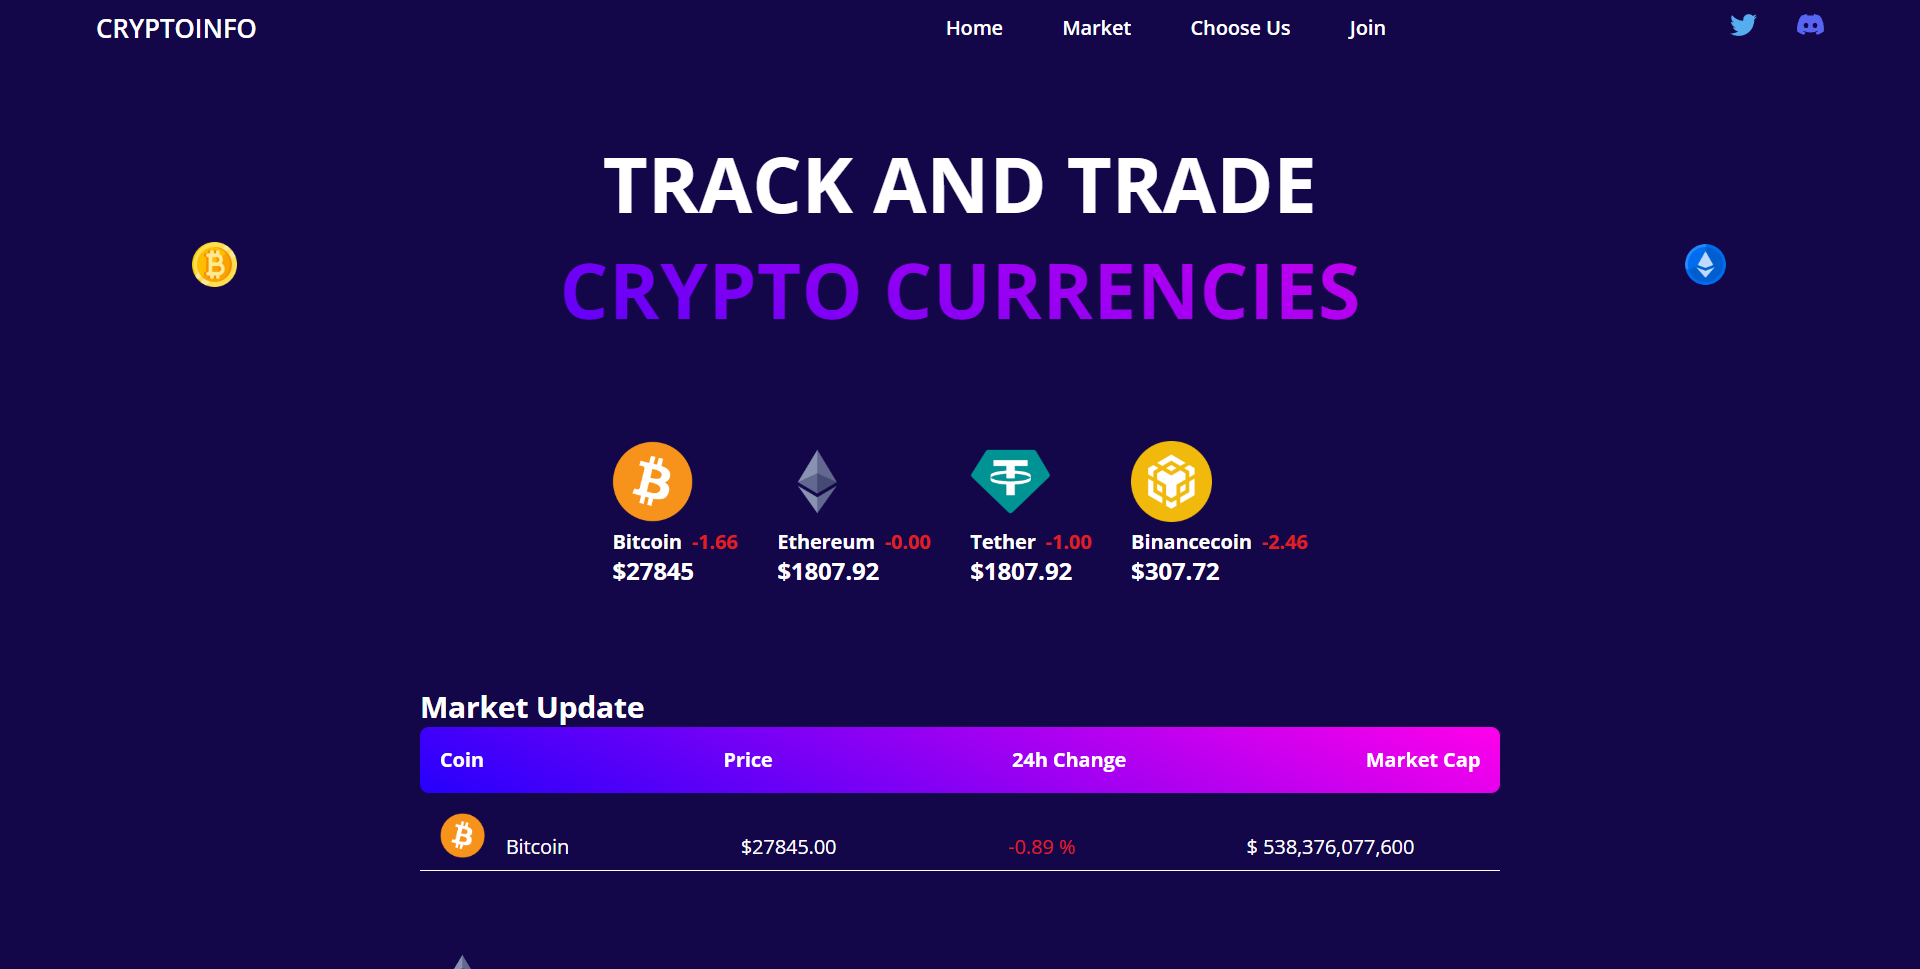 CRYPTOINFO Home Market Choose Us Join
TRACK AND TRADE
CRYPTO CURRENCIES
Bitcoin -1.66 Ethereum -0.00 Tether -1.00 Binancecoin -2.46
$27845 $1807.92 $1807.92 $307.72
Market Update
Coin Price 24h Change Market Cap
Bitcoin $27845.00 -0.89 % $ 538,376,077,600